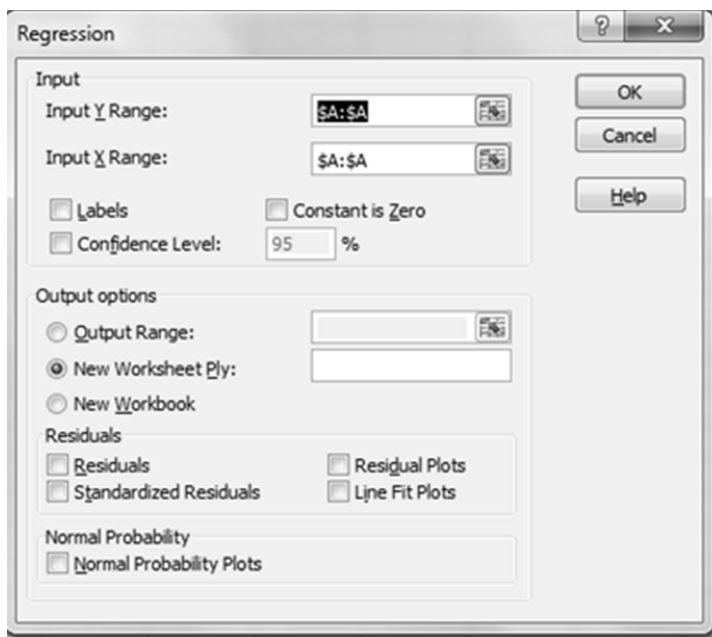 Regression
?
X
Input
Input Y Range:
$A:$A
Input X Range:
$A:$A
Labels
Constant is Zero
Confidence Level:
95
%
OK
Cancel
Help
Output options
Output Range:
New Worksheet Ply:
New Workbook
Residuals
Residuals
Residual Plots
Standardized Residuals
Line Fit Plots
Normal Probability
Normal Probability Plots